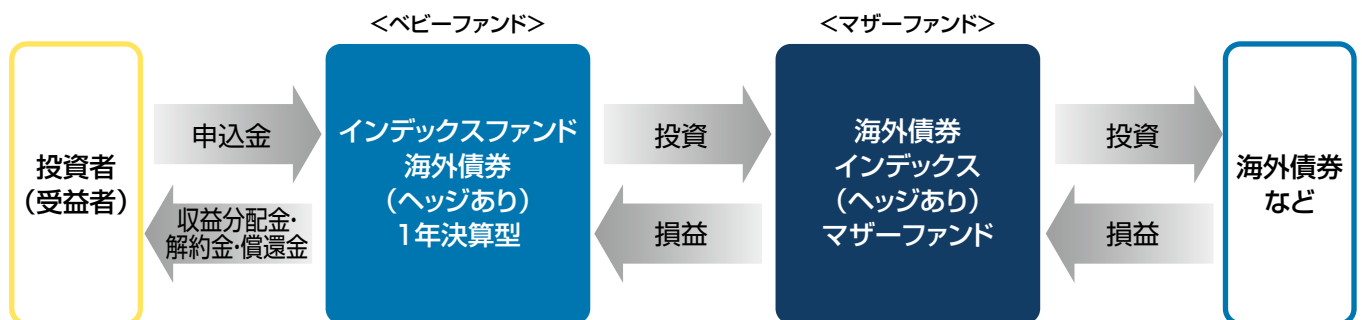 <ベビーファンド>
<マザーファンド>
投資者
（受益者）
申込金
収益分配金・
解約金・償還金
インデックスファンド
海外債券
（ヘッジあり）
1年決算型
投資
損益
海外債券
インデックス
（ヘッジあり）
マザーファンド
投資
損益
海外債券
など